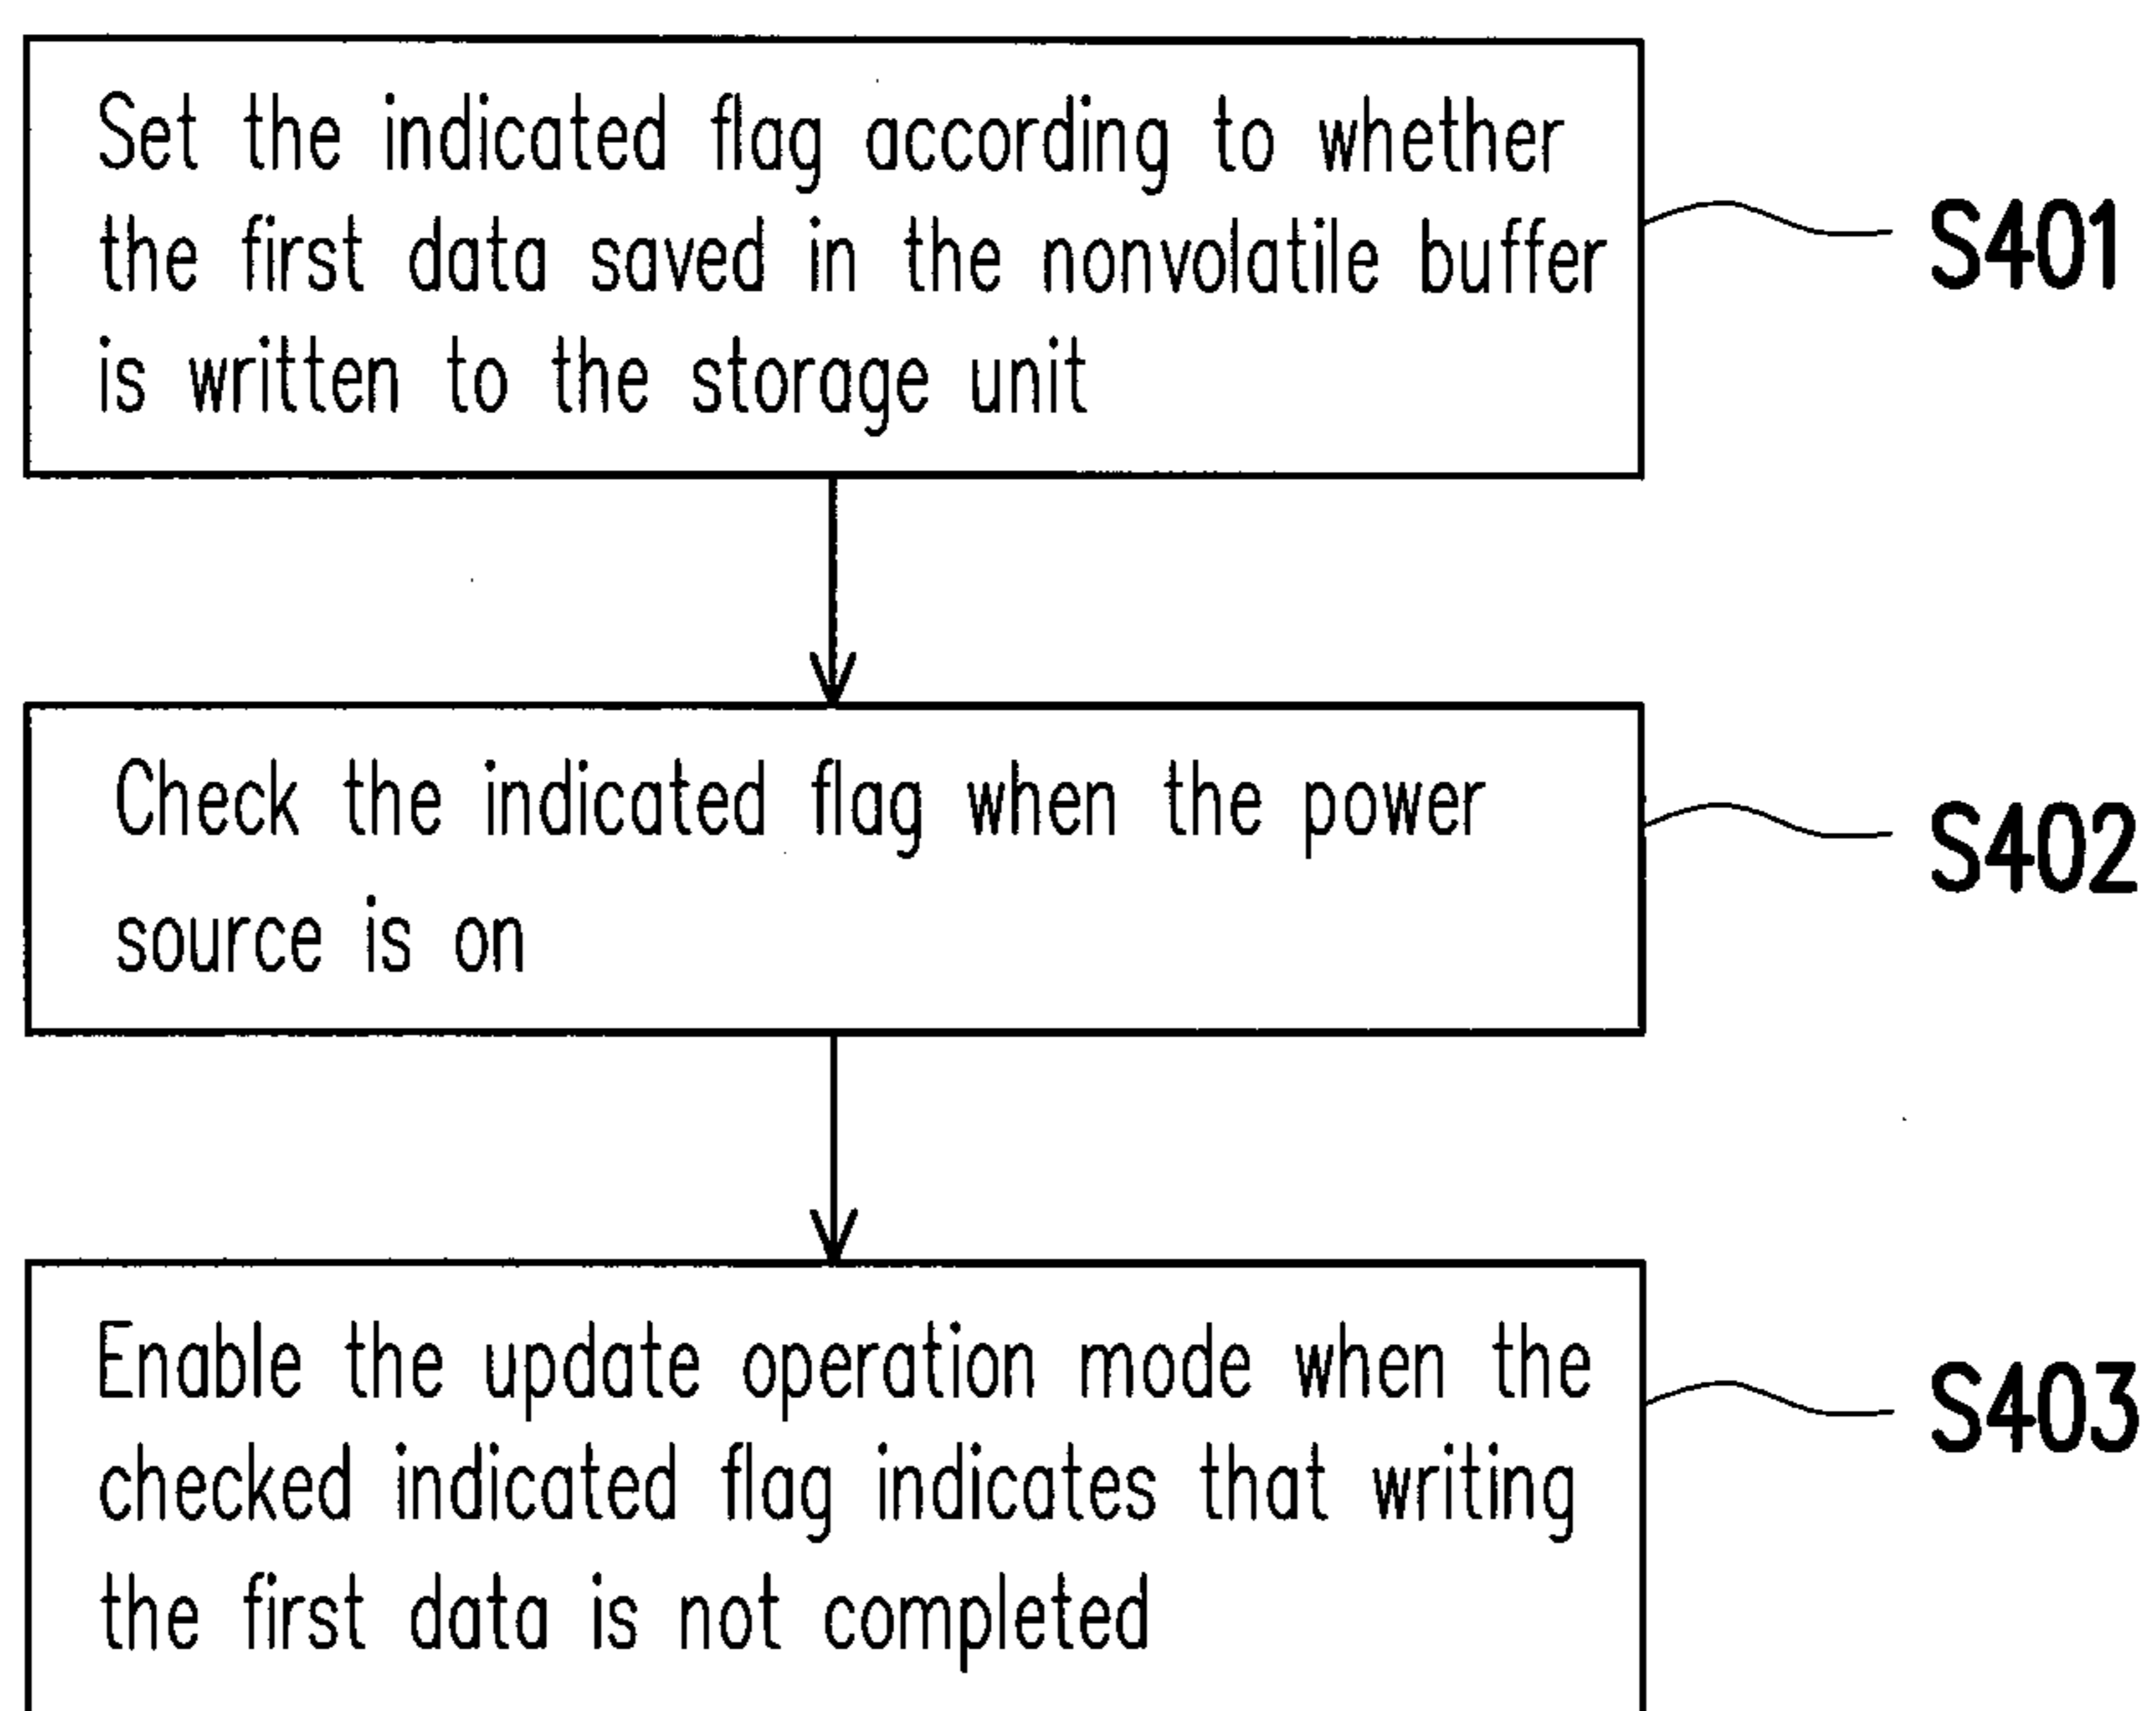 Set the indicated flag according to whether
the first data saved in the nonvolatile buffer
is written to the storage unit
S401
Check the indicated flag when the power
source is on
S402
Enable the update operation mode when the
checked indicated flag indicates that writing
the first data is not completed
S403